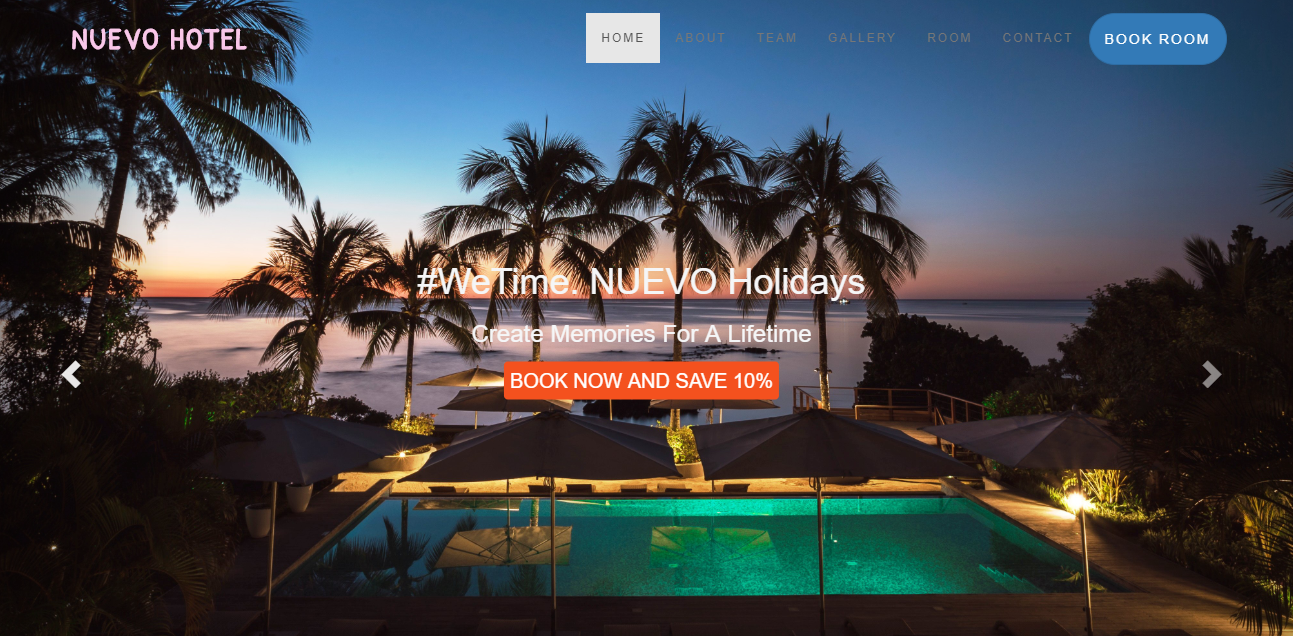 NUEVO HOTEL
HOME ABOUT TEAM GALLERY ROOM CONTACT BOOK ROOM
#WeTime. NUEVO Holidays
Create Memories For A Lifetime
BOOK NOW AND SAVE 10%